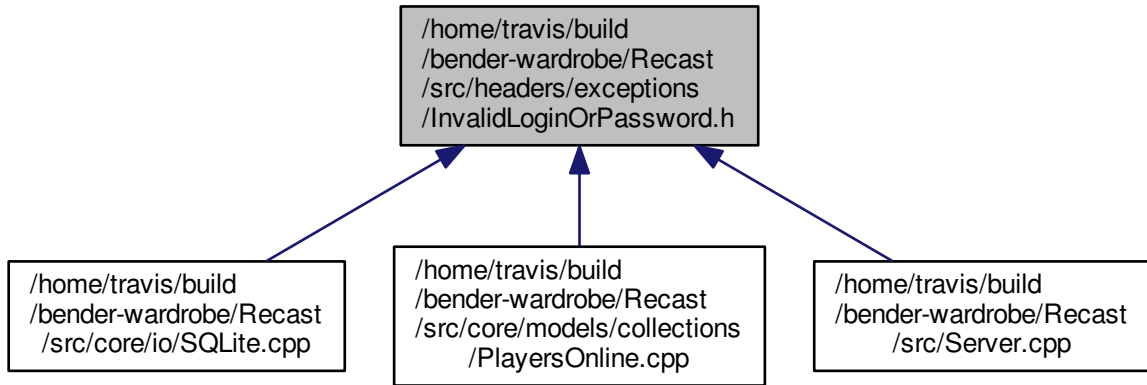 /home/travis/build
/bender-wardrobe/Recast
/src/headers/exceptions
/InvalidLoginOrPassword.h
/home/travis/build
/bender-wardrobe/Recast
/src/core/io/SQLite.cpp
/home/travis/build
/bender-wardrobe/Recast
/src/core/models/collections
/PlayersOnline.cpp
/home/travis/build
/bender-wardrobe/Recast
/src/Server.cpp